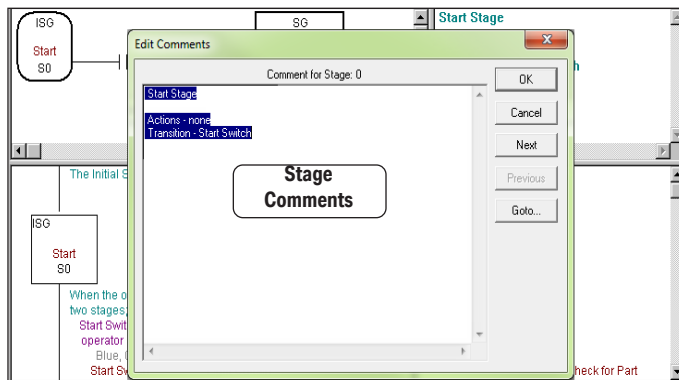 ISG
Start
S0
SG
Start Stage
Edit Comments
Comment for Stage: 0
Start Stage
Actions - none
Transition - Start Switch
OK
Cancel
Next
Previous
Goto...
Stage
Comments
The Initial S
ISG
Start
S0
When the o
two stages;
Start Swit
operator
Blue,
Start Sw
heck for Part